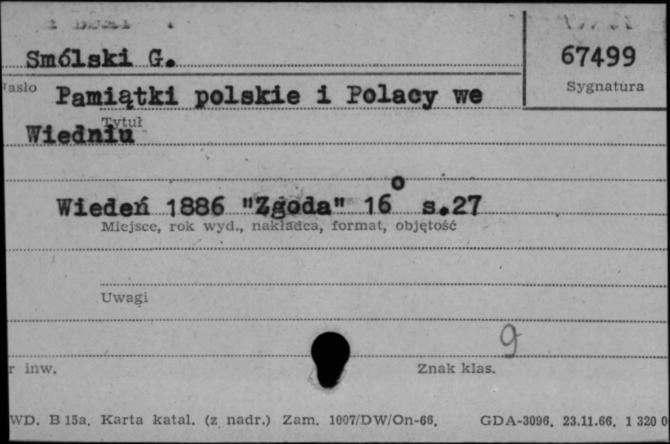 Smólski G.
67499
Sygnatura
Pamiątki polskie i Polacy we
Tytuł
Wiedniu
Wiedeń 1886 "Zgoda" 16° s.27
Miejsce, rok wyd., nakładca, format, objętość
Uwagi
9
r inw.
Znak klas.
WD. B 15a. Karta katal. (z nadr.) Zam. 1007/DW/On-66. GDA-3096. 23.11.66. 1 320 0